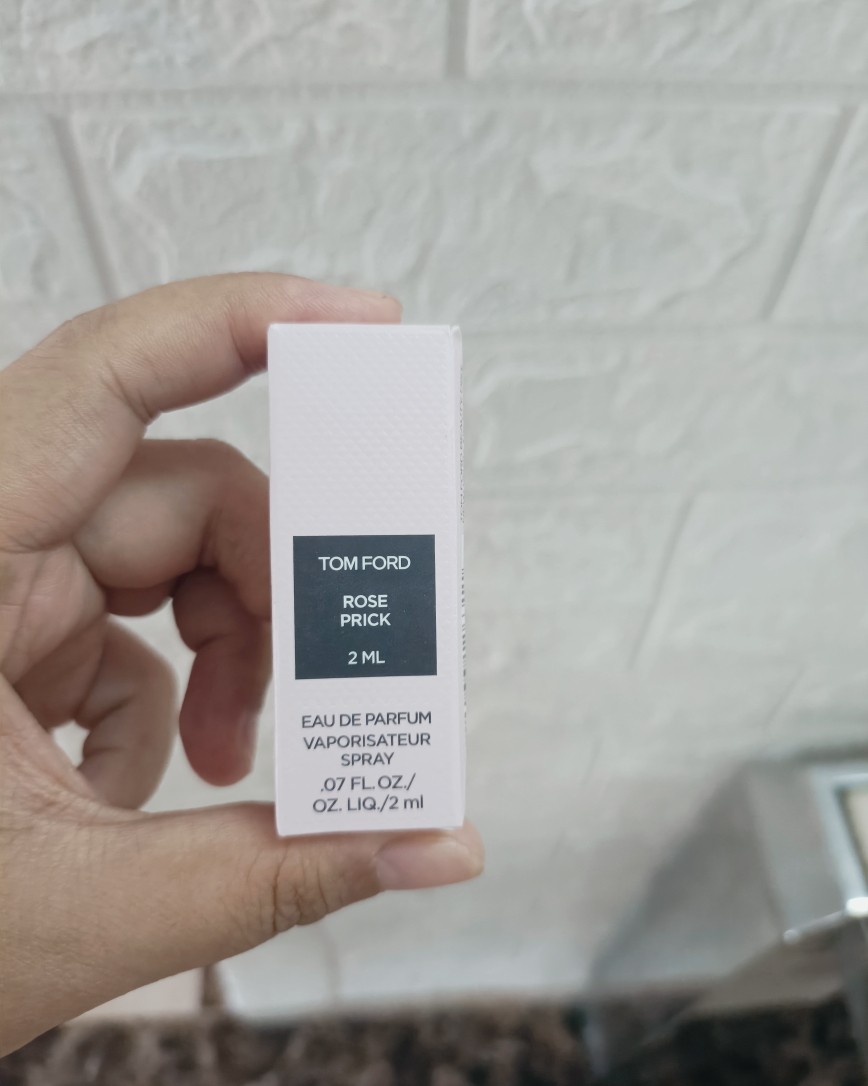 TOM FORD
ROSE
PRICK
2 ML
EAU DE PARFUM
VAPORISATEUR
SPRAY
.07 FL. OZ./
OZ. LIQ./2 ml